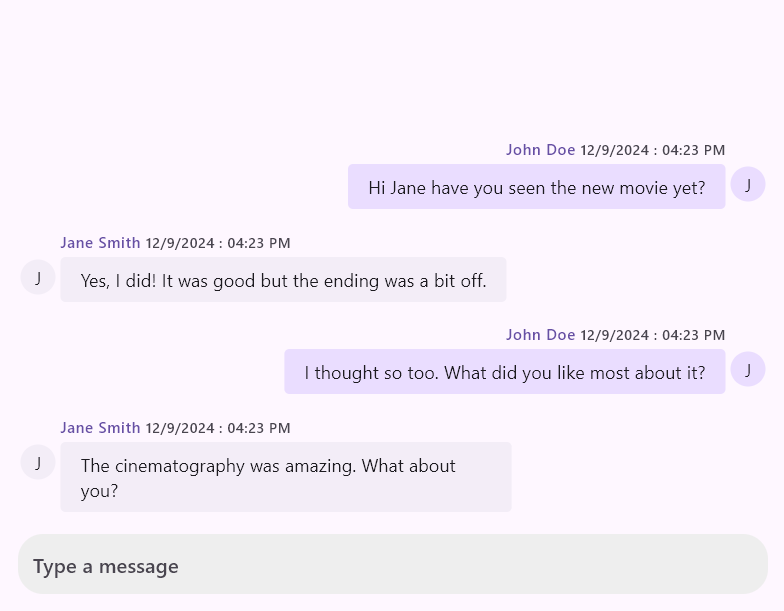 John Doe 12/9/2024 : 04:23 PM
Hi Jane have you seen the new movie yet?
J
Jane Smith 12/9/2024 : 04:23 PM
J
Yes, I did! It was good but the ending was a bit off.
John Doe 12/9/2024 : 04:23 PM
I thought so too. What did you like most about it?
J
Jane Smith 12/9/2024 : 04:23 PM
J
The cinematography was amazing. What about
you?
Type a message